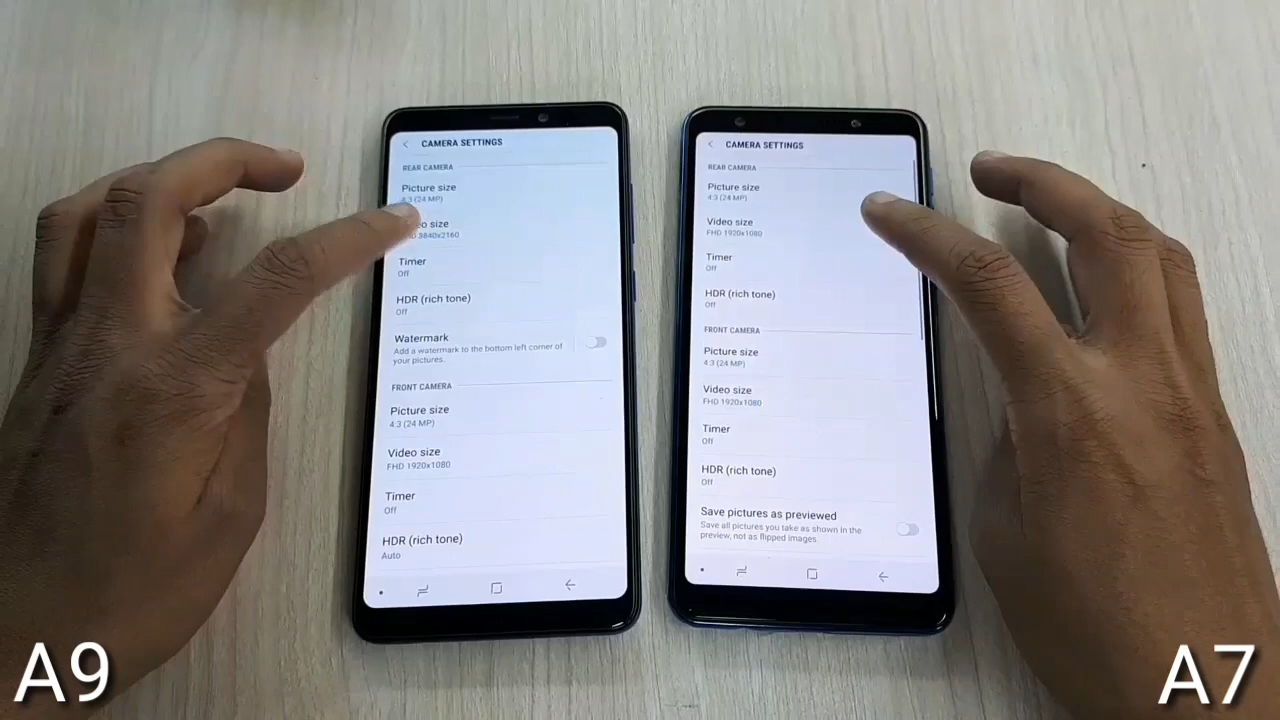 CAMERA SETTINGS
REAR CAMERA
Picture size
4:3 (24 MP)
size
3840x2160
Timer
Off
HDR (rich tone)
Off
Watermark
Add a watermark to the bottom left corner of
your pictures.
FRONT CAMERA
Picture size
4:3 (24 MP)
Video size
FHD 1920x1080
Timer
Off
HDR (rich tone)
Auto
CAMERA SETTINGS
REAR CAMERA
Picture size
4:3 (24 MP)
Video size
FHD 1920x1080
Timer
Off
HDR (rich tone)
Off
FRONT CAMERA
Picture size
4:3 (24 MP)
Video size
FHD 1920x1080
Timer
Off
HDR (rich tone)
Off
Save pictures as previewed
Save all pictures you take as shown in the
preview, not as flipped images.
A9
A7